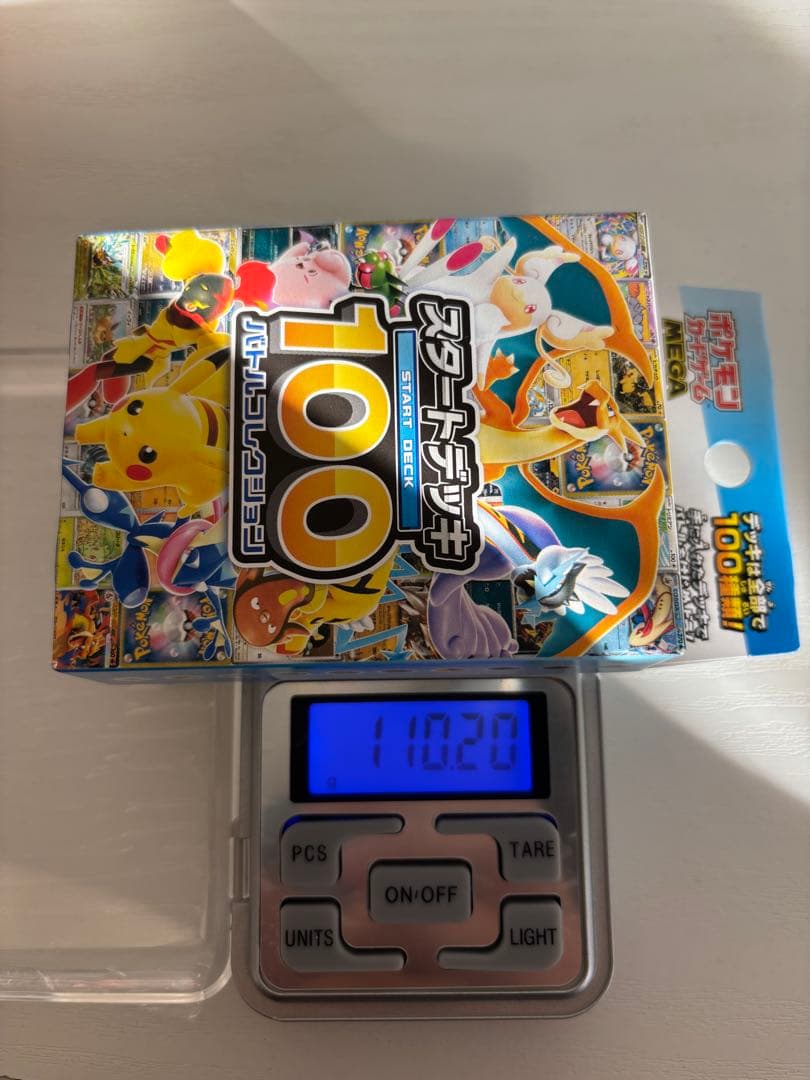 スタートデッキ
START DECK
100
バトルコレクション
ポケモン
カードゲーム
MEGA
デッキは全部で
100種類!
110.20
g
PCS
TARE
ON/OFF
UNITS
LIGHT
POKÉMON
POKÉMON